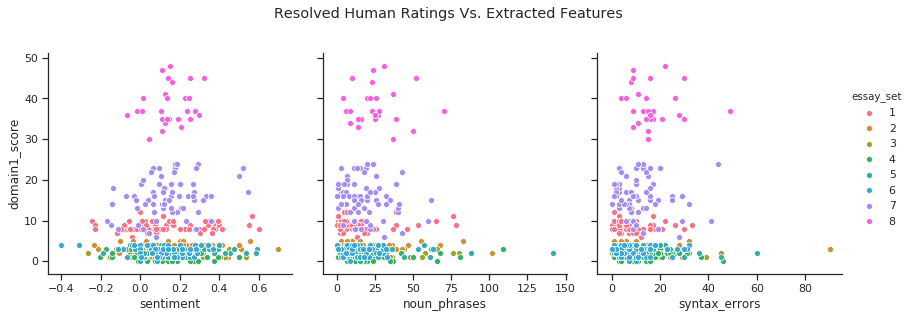 Resolved Human Ratings Vs. Extracted Features
domain1_score
50
40
30
20
10
0
−0.4 −0.2 0.0 0.2 0.4 0.6
sentiment
0 25 50 75 100 125 150
noun_phrases
0 20 40 60 80
syntax_errors
essay_set
1
2
3
4
5
6
7
8